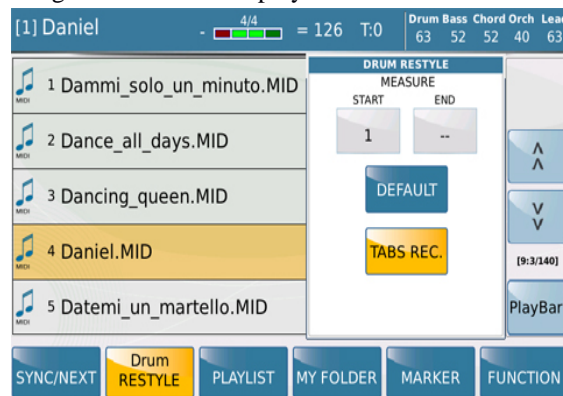 [1] Daniel
- 4/4 = 126 T:0
Drum Bass Chord Orch Lead
63 52 52 40 63
MIDI 1 Dammi_solo_un_minuto.MID
MIDI 2 Dance_all_days.MID
MIDI 3 Dancing_queen.MID
MIDI 4 Daniel.MID
MIDI 5 Datemi_un_martello.MID
DRUM RESTYLE
MEASURE
START END
1 --
DEFAULT
TABS REC.
[9:3/140]
PlayBar
SYNC/NEXT
Drum RESTYLE
PLAYLIST
MY FOLDER
MARKER
FUNCTION